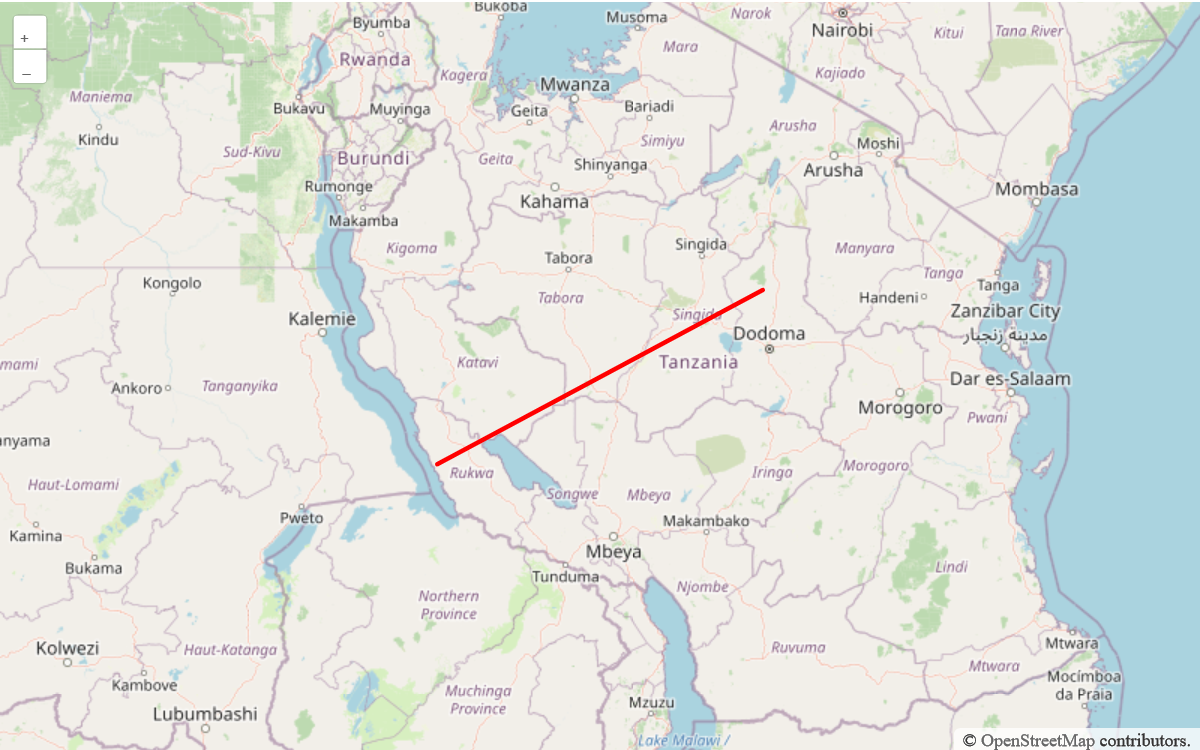 Bukoba
Byumba
Musoma
Narok
Nairobi
Kitui
Tana River
+
–
Rwanda
Kagera
Mara
Kajiado
Maniema
Mwanza
Bukavu
Muyinga
Geita
Bariadi
Arusha
Kindu
Sud-Kivu
Burundi
Geita
Simiyu
Moshi
Shinyanga
Arusha
Rumonge
Mombasa
Makamba
Kahama
Kigoma
Singida
Manyara
Tabora
Tanga
Kongolo
Tanga
Tabora
Handeni
Zanzibar City
مدينة زنجبار
Kalemie
Singida
Dodoma
Lomami
Katavi
Tanzania
Ankoro
Tanganyika
Dar es-Salaam
Morogoro
Pwani
anyama
Rukwa
Iringa
Morogoro
Haut-Lomami
Songwe
Mbeya
Pweto
Makambako
Kamina
Mbeya
Bukama
Tunduma
Lindi
Njombe
Northern
Province
Kolwezi
Haut-Katanga
Ruvuma
Mtwara
Mtwara
Kambove
Muchinga
Province
Mocímboa
da Praia
Lubumbashi
Mzuzu
Lake Malawi /
© OpenStreetMap contributors.